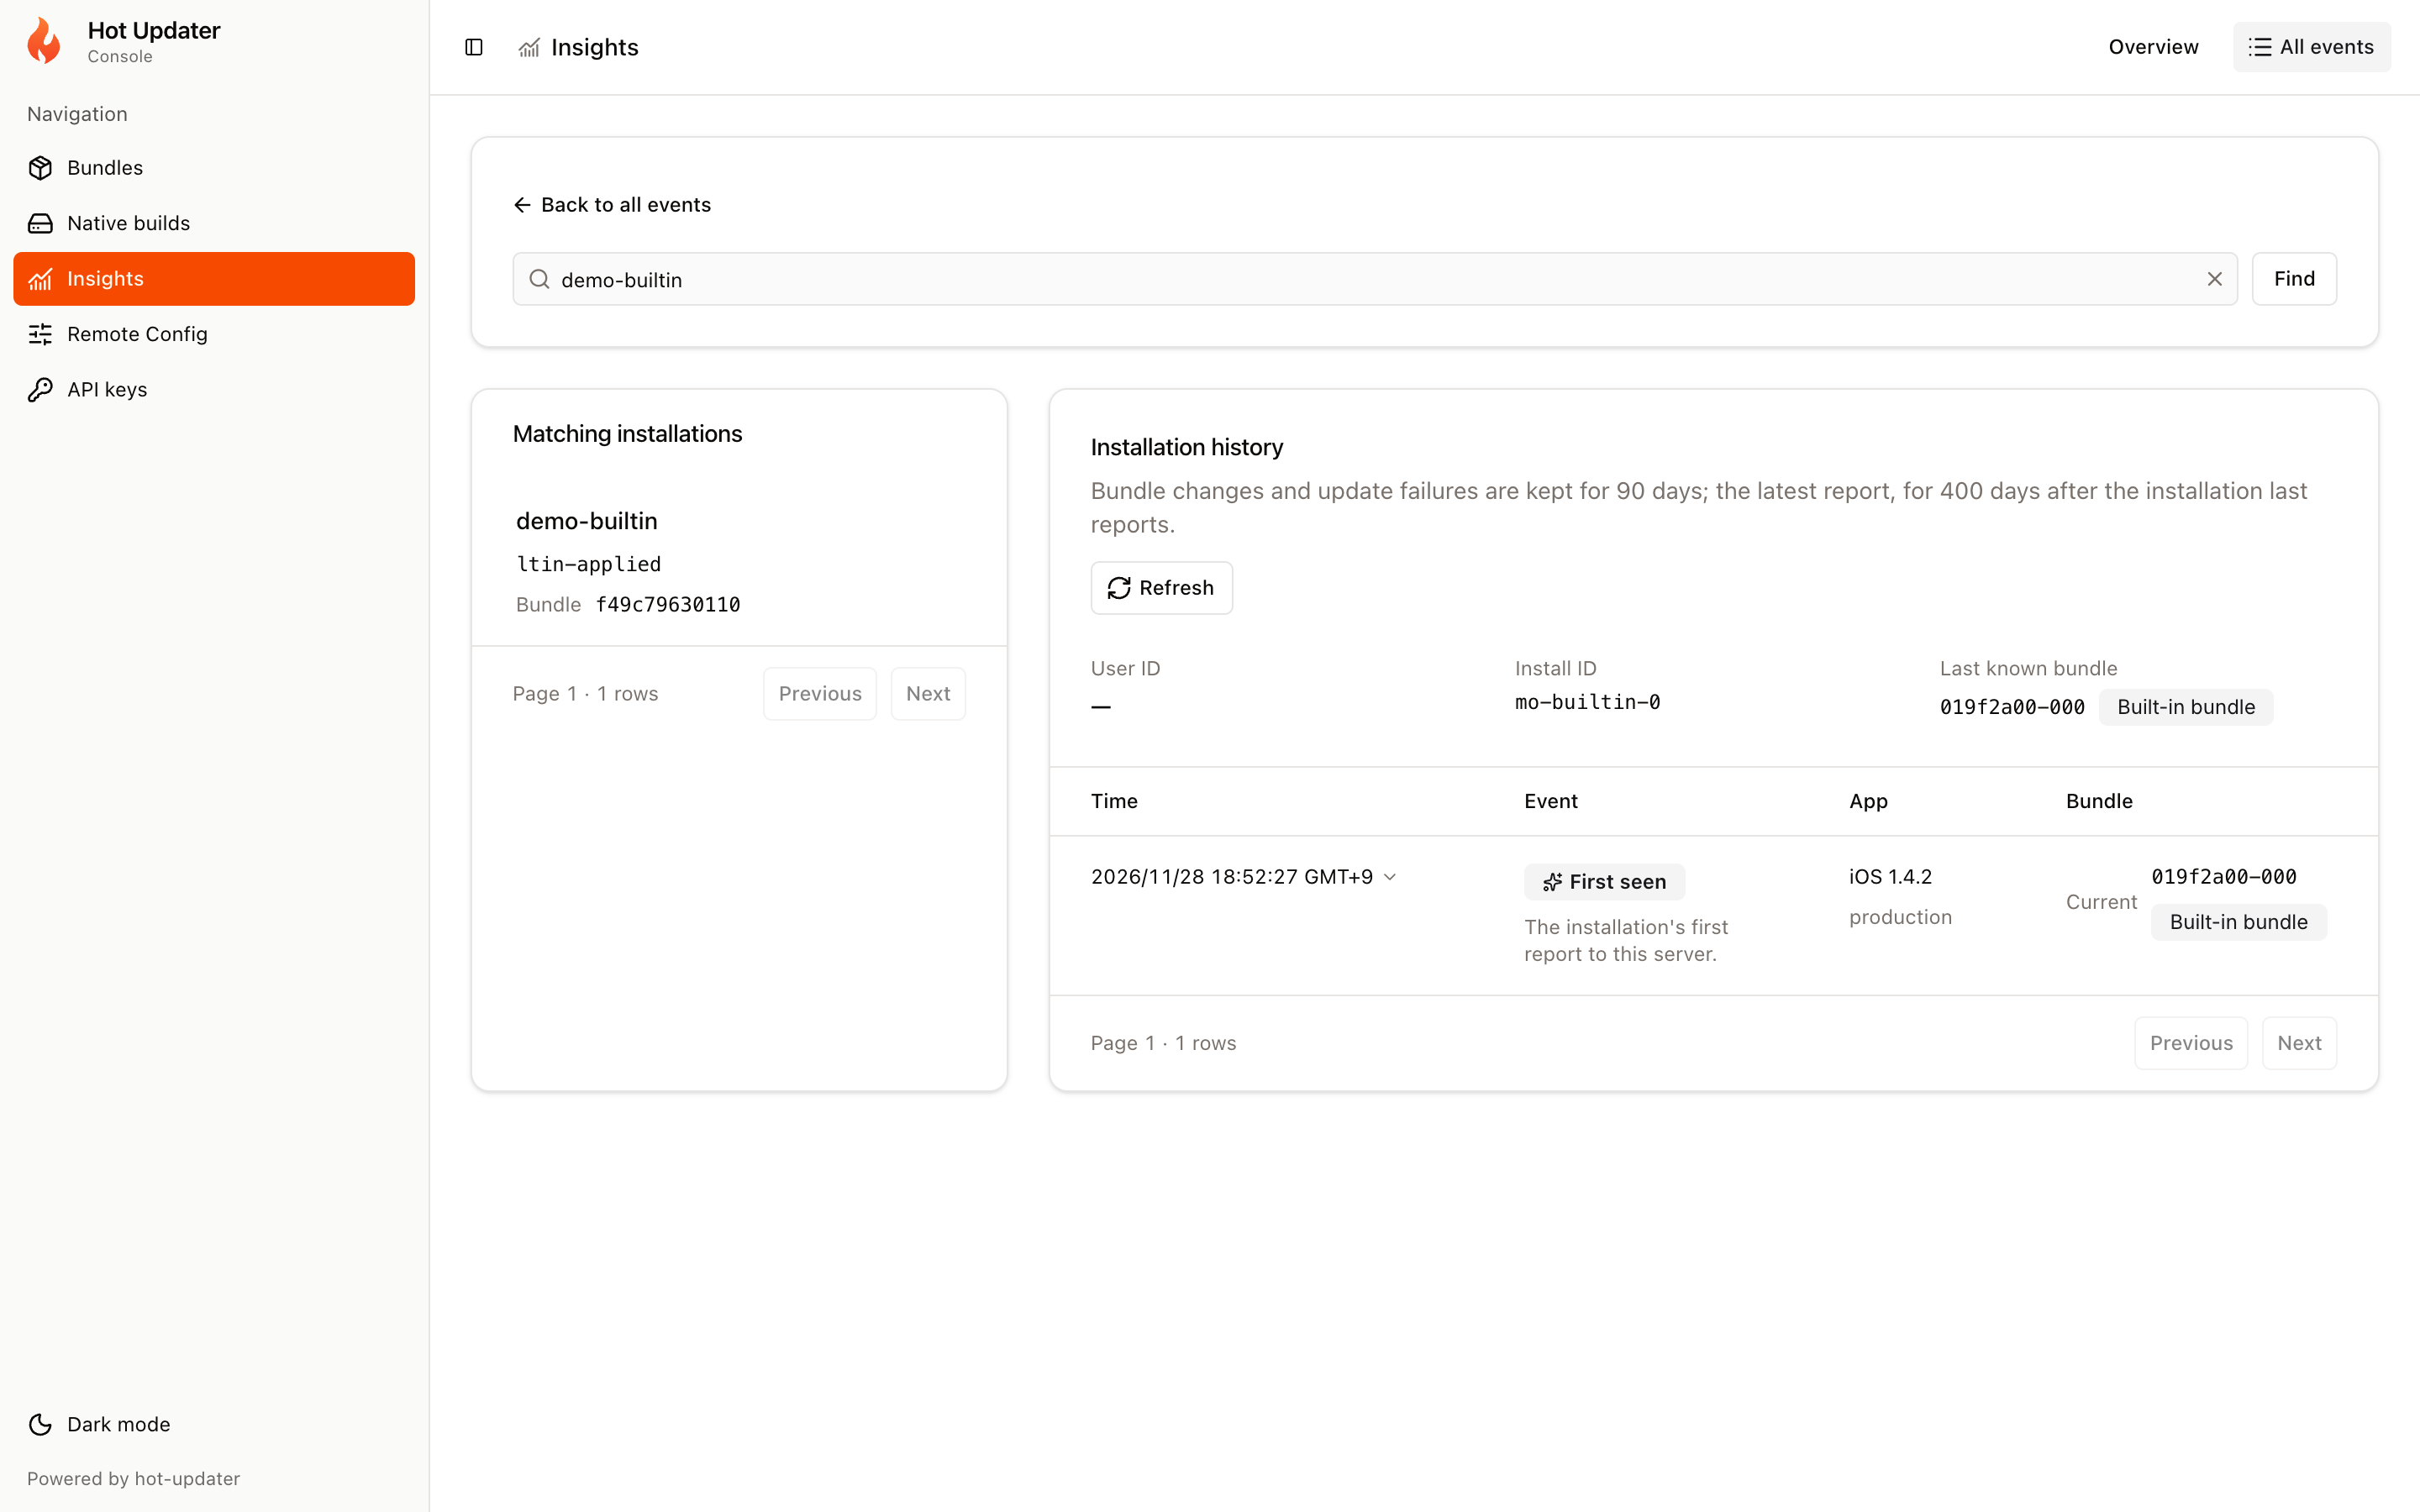 Hot Updater
Console
Navigation
Bundles
Native builds
Insights
Remote Config
API keys
Dark mode
Powered by hot-updater
Insights
Overview
All events
Back to all events
demo-builtin
Find
Matching installations
demo-builtin
ltin-applied
Bundle f49c79630110
Page 1 · 1 rows
Previous
Next
Installation history
Bundle changes and update failures are kept for 90 days; the latest report, for 400 days after the installation last
reports.
Refresh
User ID
—
Install ID
mo-builtin-0
Last known bundle
019f2a00-000 Built-in bundle
Time Event App Bundle
2026/11/28 18:52:27 GMT+9
First seen
The installation's first
report to this server.
iOS 1.4.2
production
Current
019f2a00-000
Built-in bundle
Page 1 · 1 rows
Previous
Next